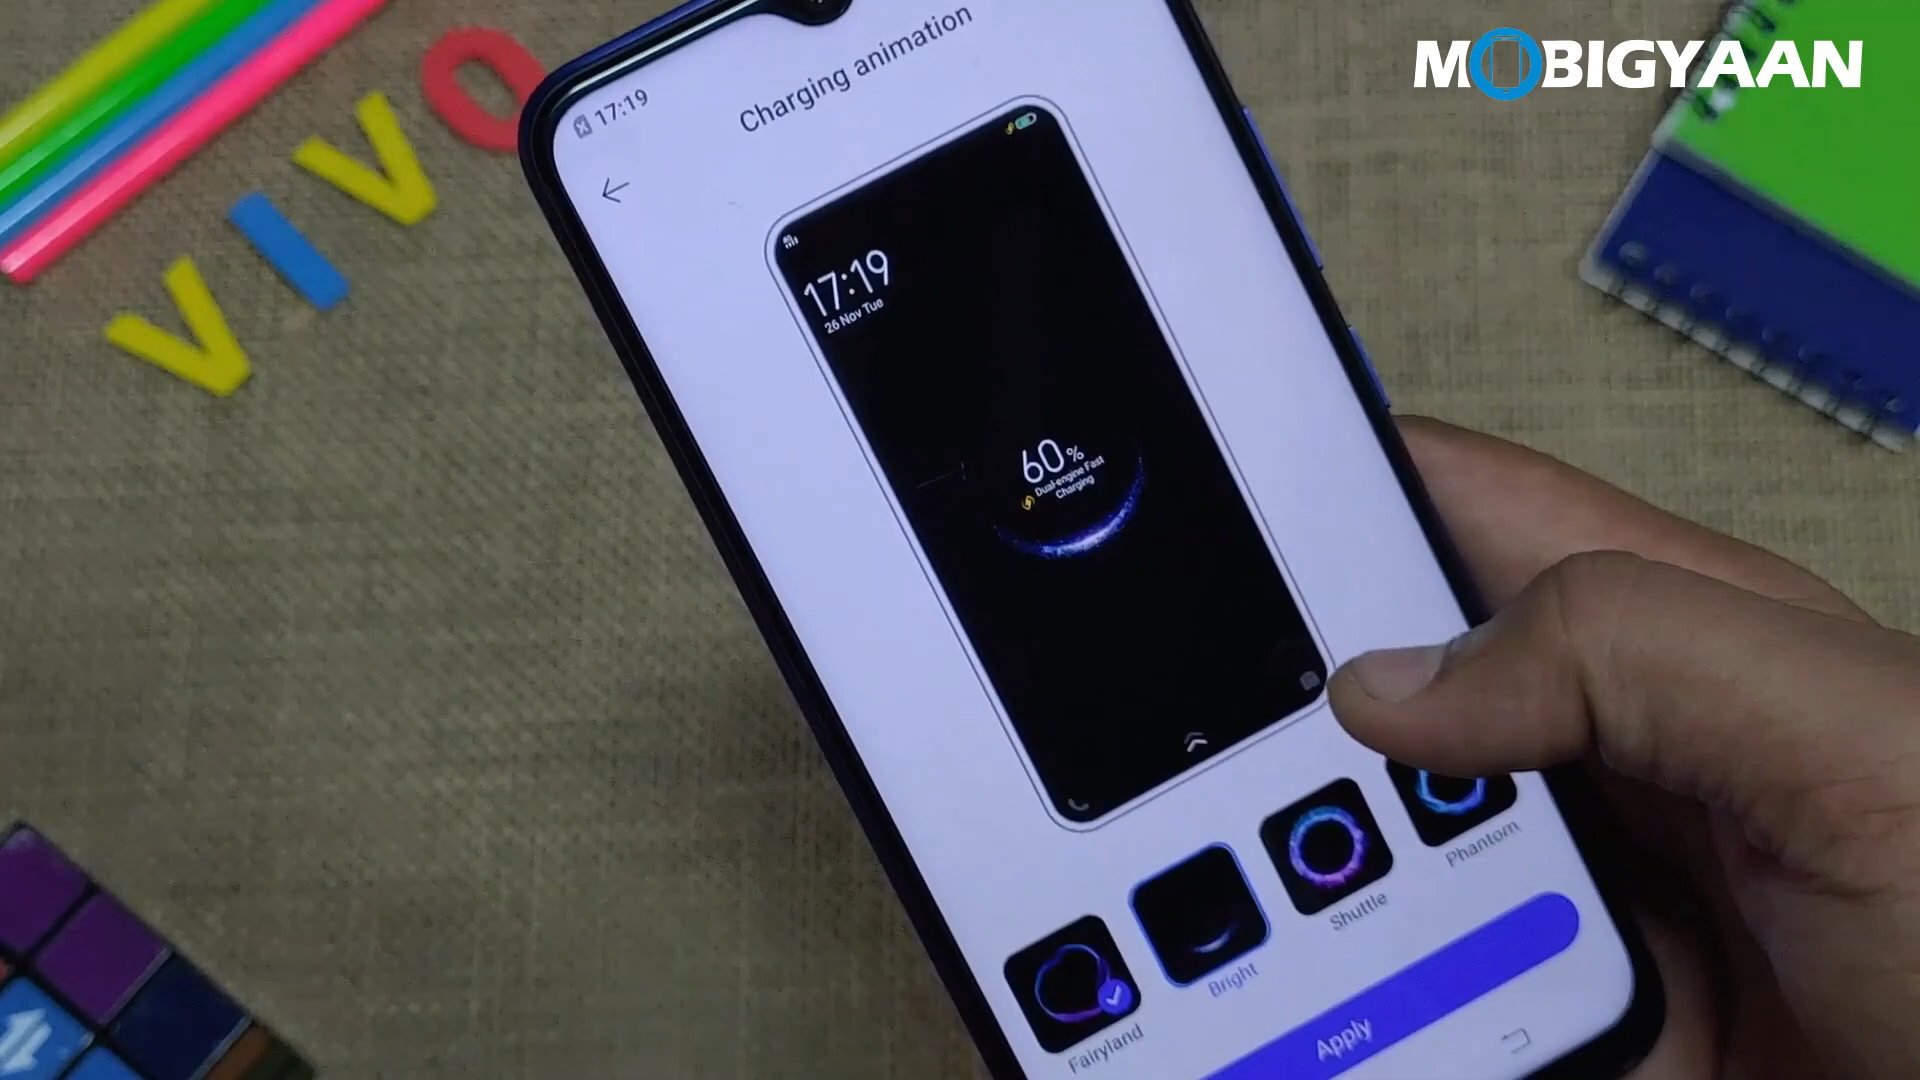 MOBIGYAAN
VIVO
17:19
Charging animation
17:19
26 Nov Tue
60%
Dual-engine Fast
Charging
Fairyland
Bright
Shuttle
Phantom
Apply